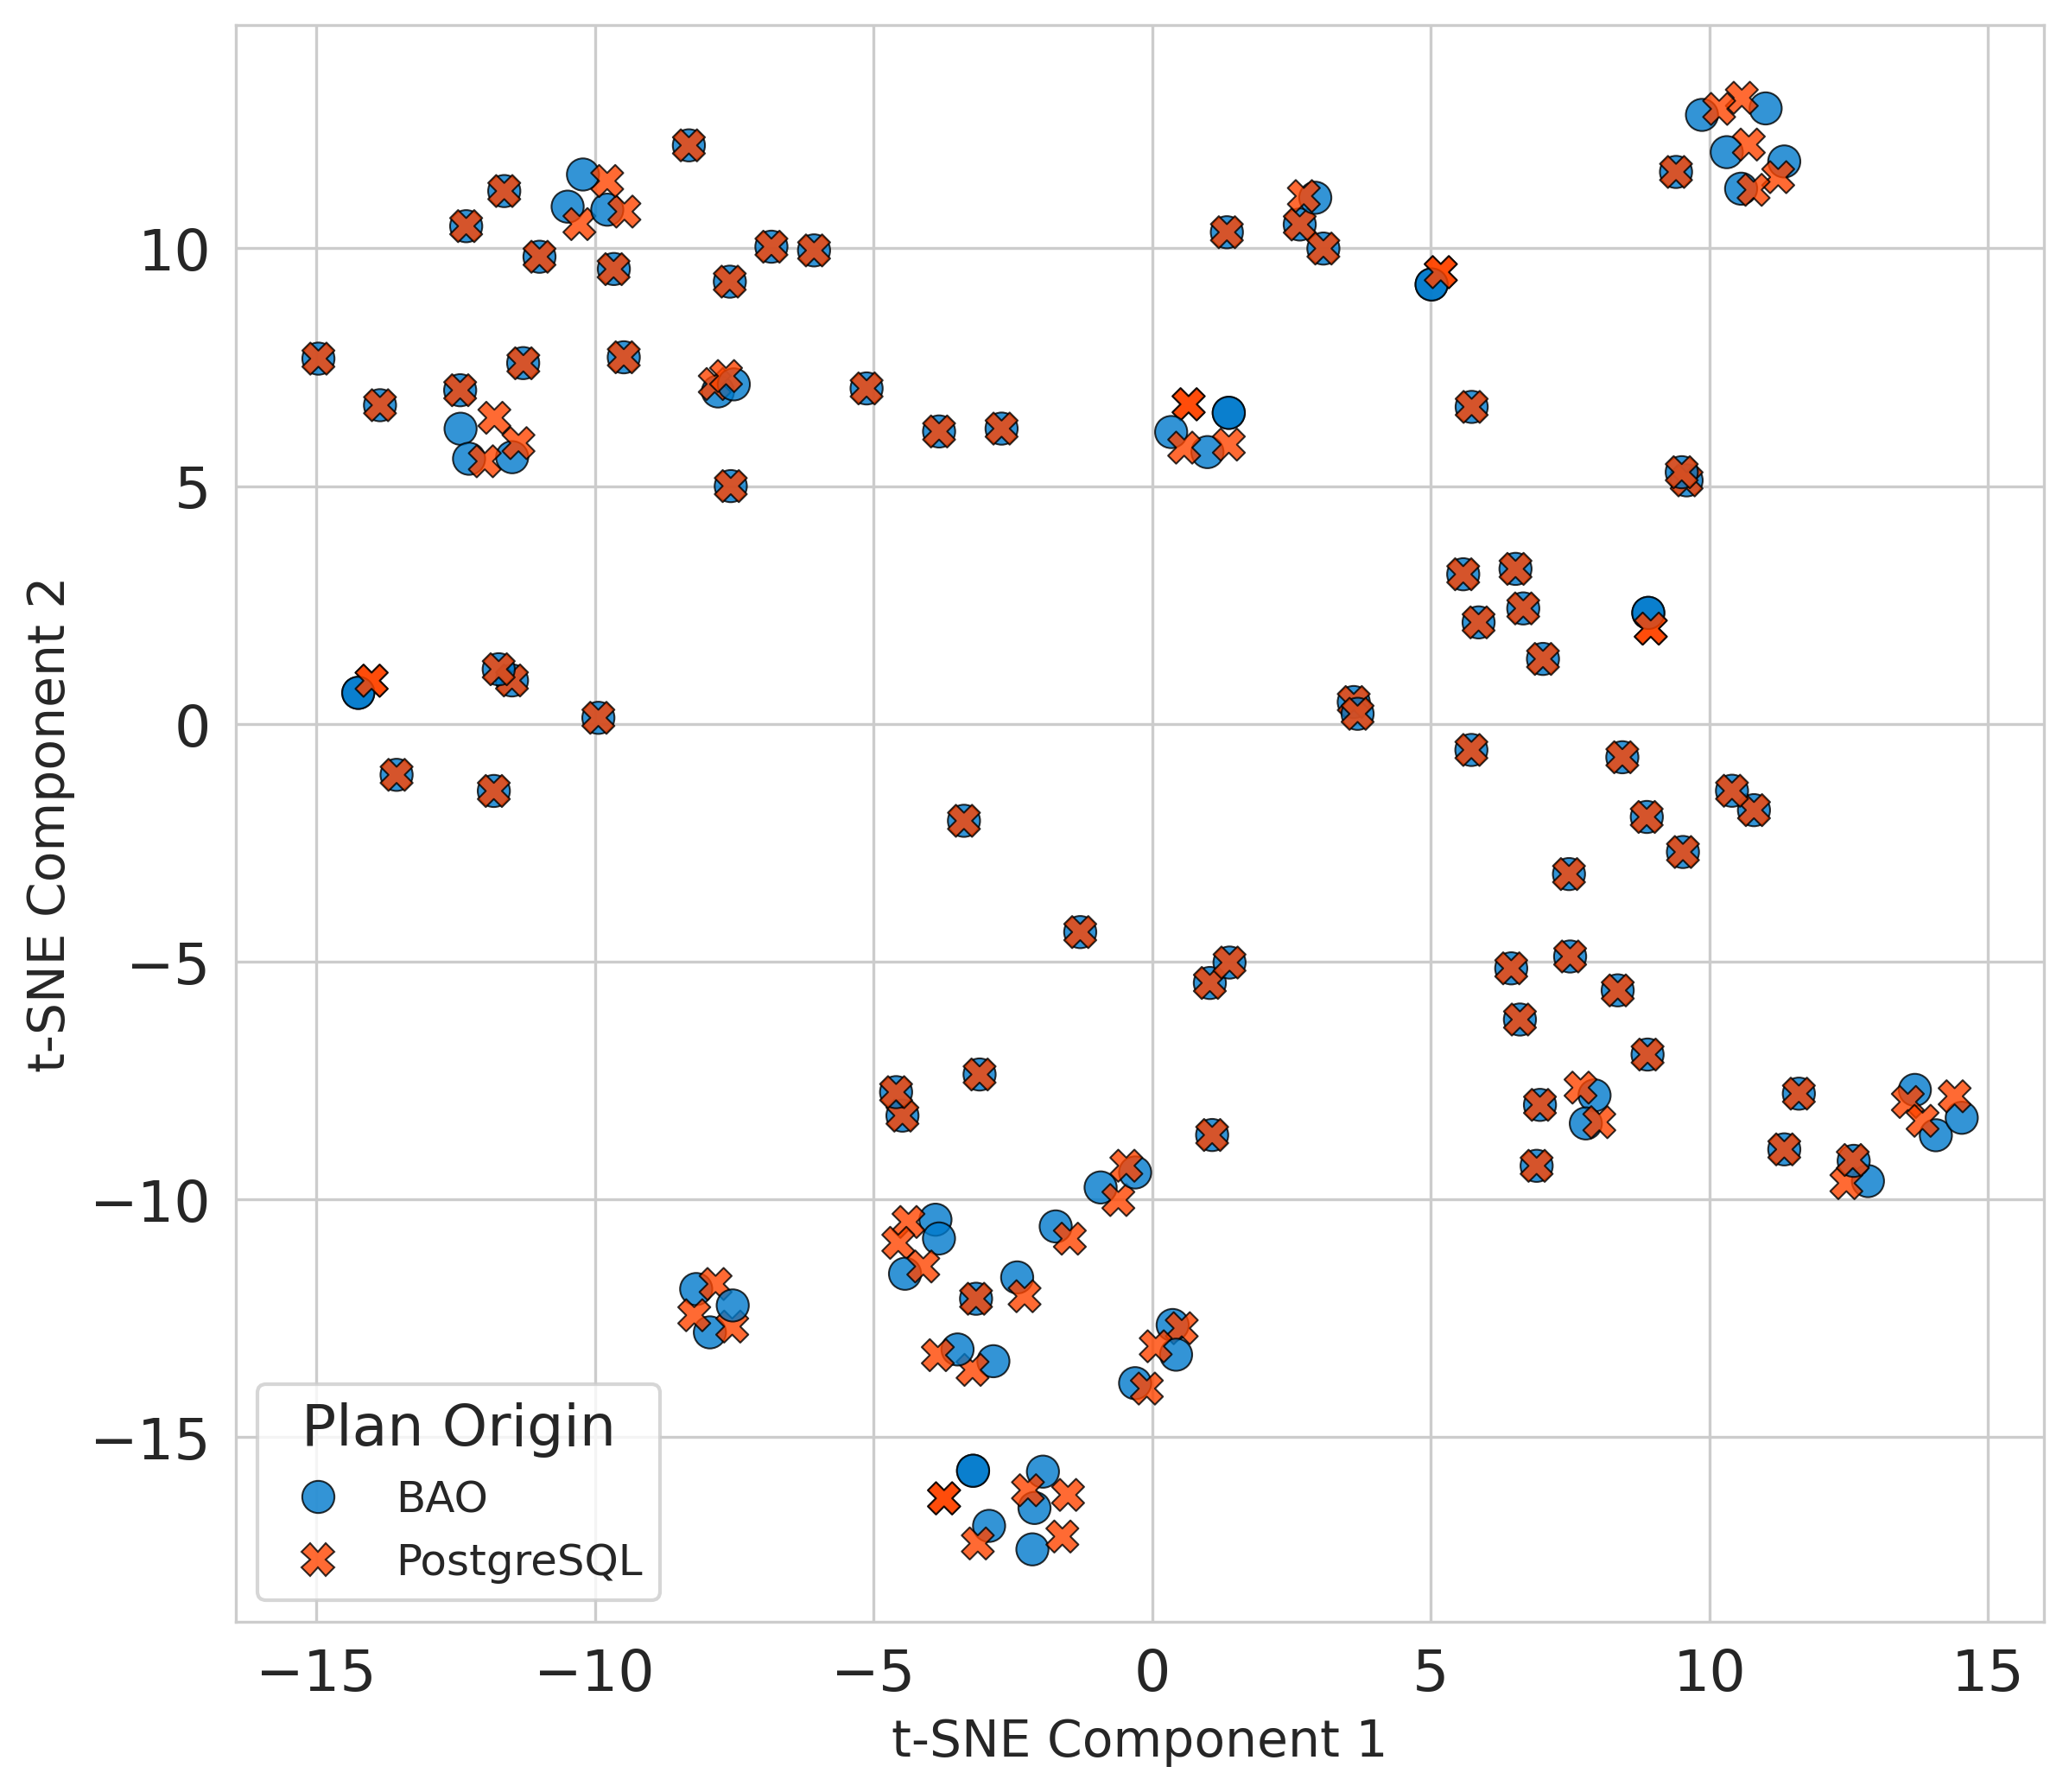 10
5
0
−5
−10
−15
t-SNE Component 2
Plan Origin
BAO
PostgreSQL
−15 −10 −5 0 5 10 15
t-SNE Component 1